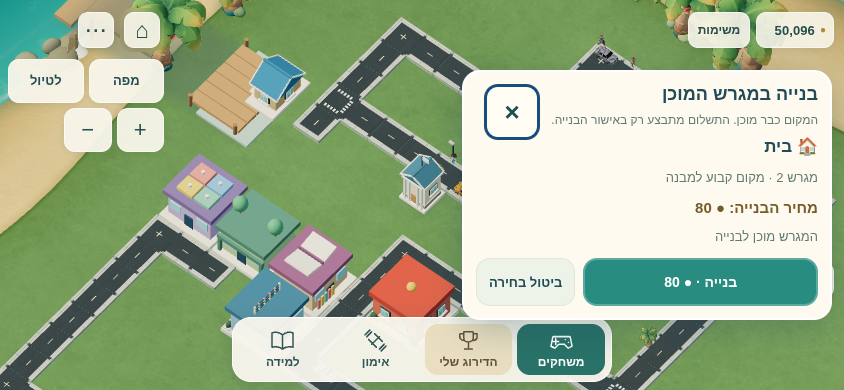 50,096
משימות
⋯
מפה
לטיול
+
−
בנייה במגרש המוכן
×
המקום כבר מוכן. התשלום מתבצע רק באישור הבנייה.
🏠 בית
מגרש 2 · מקום קבוע למבנה
מחיר הבנייה: ● 80
המגרש מוכן לבנייה
בנייה · ● 80
ביטול בחירה
משחקים
הדירוג שלי
אימון
למידה